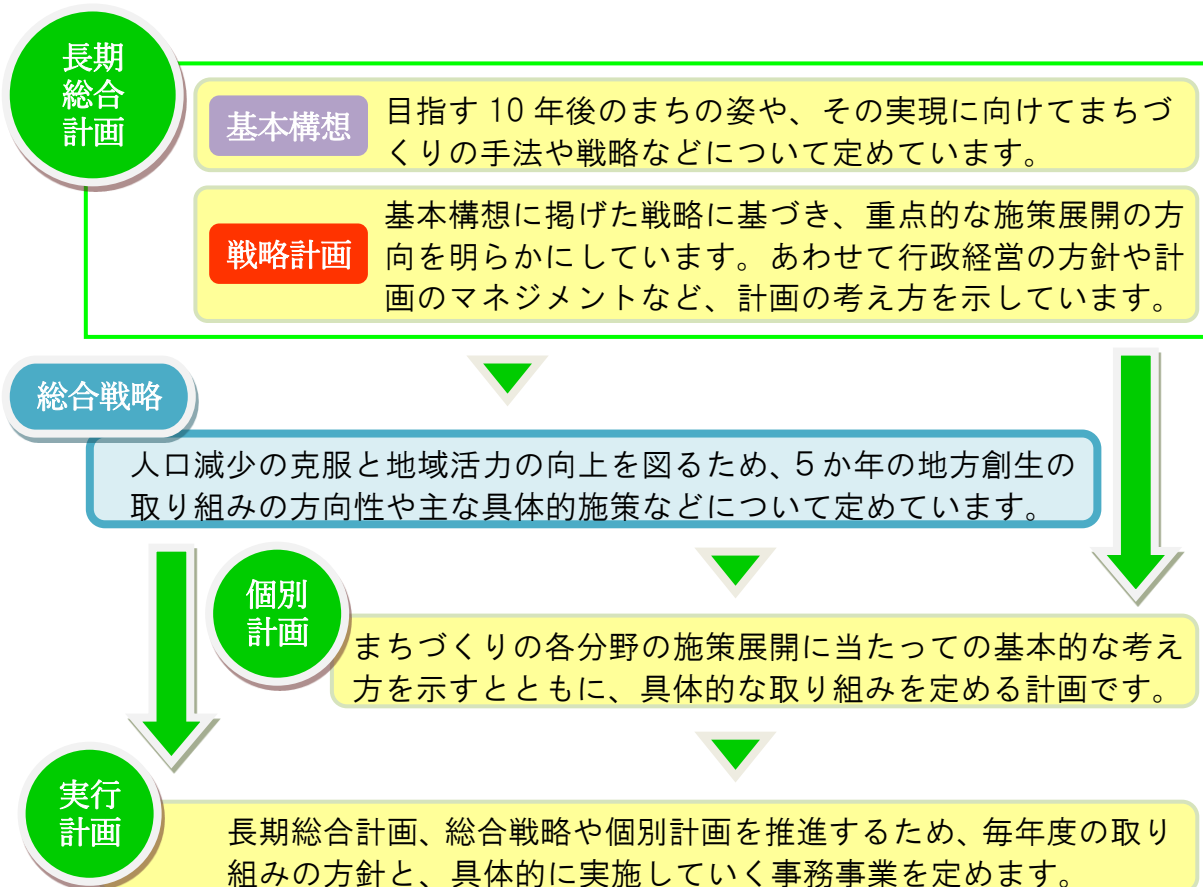 長期
総合
計画
基本構想
目指す 10 年後のまちの姿や、その実現に向けてまちづ
くりの手法や戦略などについて定めています。
戦略計画
基本構想に掲げた戦略に基づき、重点的な施策展開の方
向を明らかにしています。あわせて行政経営の方針や計
画のマネジメントなど、計画の考え方を示しています。
総合戦略
人口減少の克服と地域活力の向上を図るため、5 か年の地方創生の
取り組みの方向性や主な具体的施策などについて定めています。
個別
計画
まちづくりの各分野の施策展開に当たっての基本的な考え
方を示すとともに、具体的な取り組みを定める計画です。
実行
計画
長期総合計画、総合戦略や個別計画を推進するため、毎年度の取り
組みの方針と、具体的に実施していく事務事業を定めます。